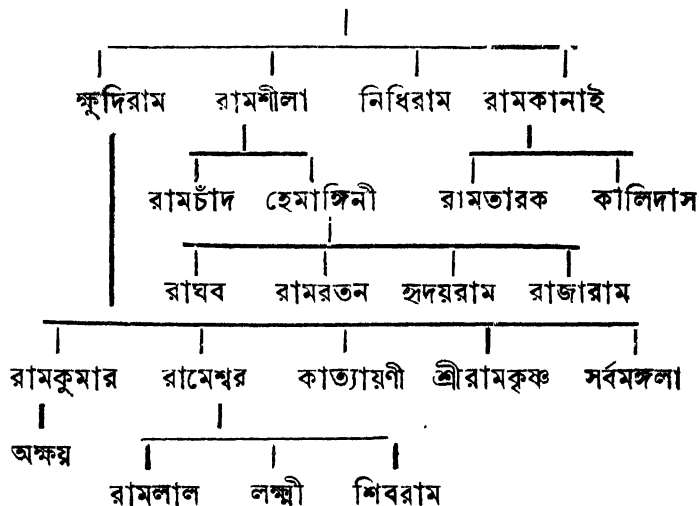 ক্ষুদিরাম রামশীলা নিধিরাম রামকানাই
রামচাঁদ হেমাঙ্গিনী রামতারক কালিদাস
রাঘব রামরতন হৃদয়রাম রাজারাম
রামকুমার রামেশ্বর কাত্যায়ণী শ্রীরামকৃষ্ণ সর্বমঙ্গলা
অক্ষয়
রামলাল লক্ষ্মী শিবরাম